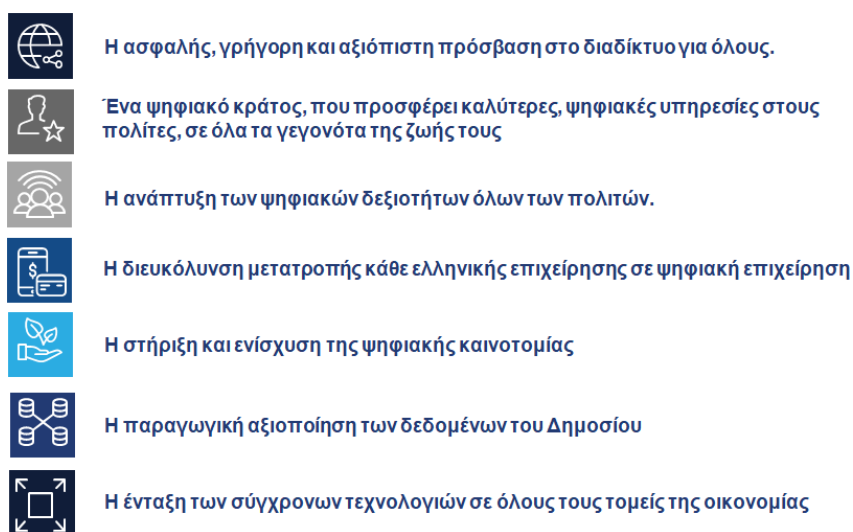 Η ασφαλής, γρήγορη και αξιόπιστη πρόσβαση στο διαδίκτυο για όλους.
Ένα ψηφιακό κράτος, που προσφέρει καλύτερες, ψηφιακές υπηρεσίες στους
πολίτες, σε όλα τα γεγονότα της ζωής τους
Η ανάπτυξη των ψηφιακών δεξιοτήτων όλων των πολιτών.
Η διευκόλυνση μετατροπής κάθε ελληνικής επιχείρησης σε ψηφιακή επιχείρηση
$
Η στήριξη και ενίσχυση της ψηφιακής καινοτομίας
Η παραγωγική αξιοποίηση των δεδομένων του Δημοσίου
Η ένταξη των σύγχρονων τεχνολογιών σε όλους τους τομείς της οικονομίας